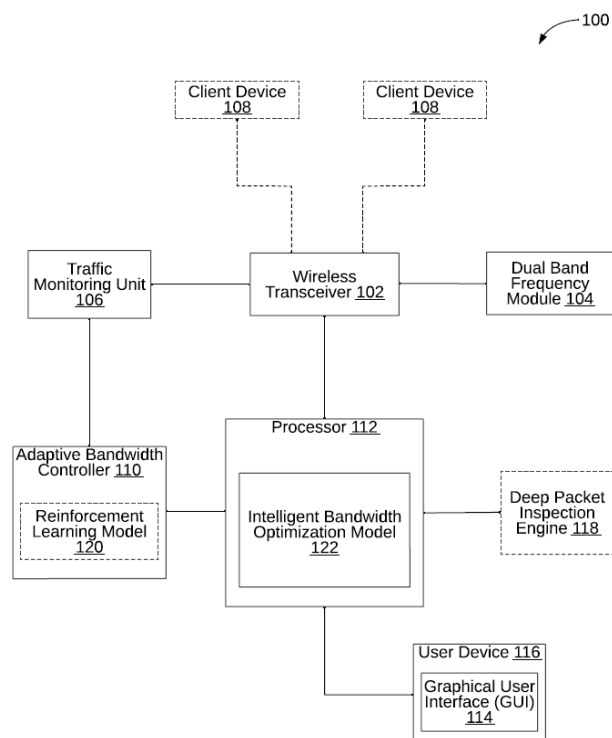 100
Client Device
108
Client Device
108
Traffic
Monitoring Unit
106
Wireless
Transceiver 102
Dual Band
Frequency
Module 104
Processor 112
Adaptive Bandwidth
Controller 110
Reinforcement
Learning Model
120
Intelligent Bandwidth
Optimization Model
122
Deep Packet
Inspection
Engine 118
User Device 116
Graphical User
Interface (GUI)
114